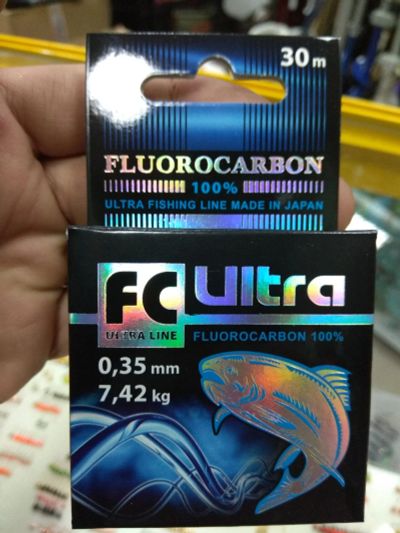 30 m
FLUOROCARBON
100%
ULTRA FISHING LINE MADE IN JAPAN
FC Ultra
ULTRA LINE FLUOROCARBON 100%
0,35 mm
7,42 kg